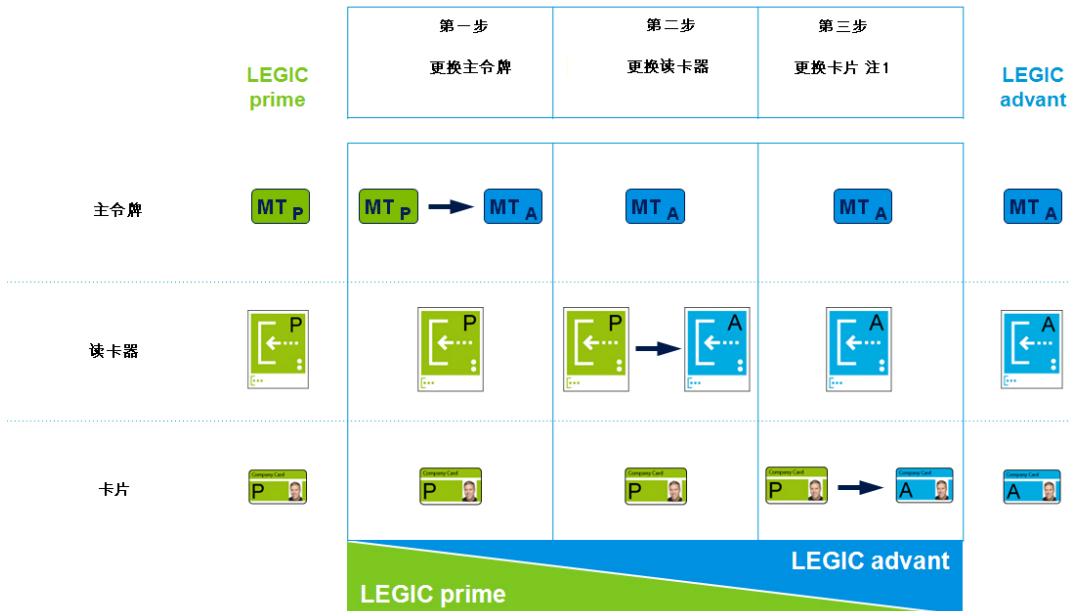 第一步
第二步
第三步
更换主令牌
更换读卡器
更换卡片 注1
LEGIC
prime
LEGIC
advant
主令牌
MT P
MT P
MT A
MT A
MT A
MT A
读卡器
P
P
P
A
A
A
卡片
Company Card
P
Company Card
P
Company Card
P
Company Card
P
Company Card
A
Company Card
A
LEGIC advant
LEGIC prime